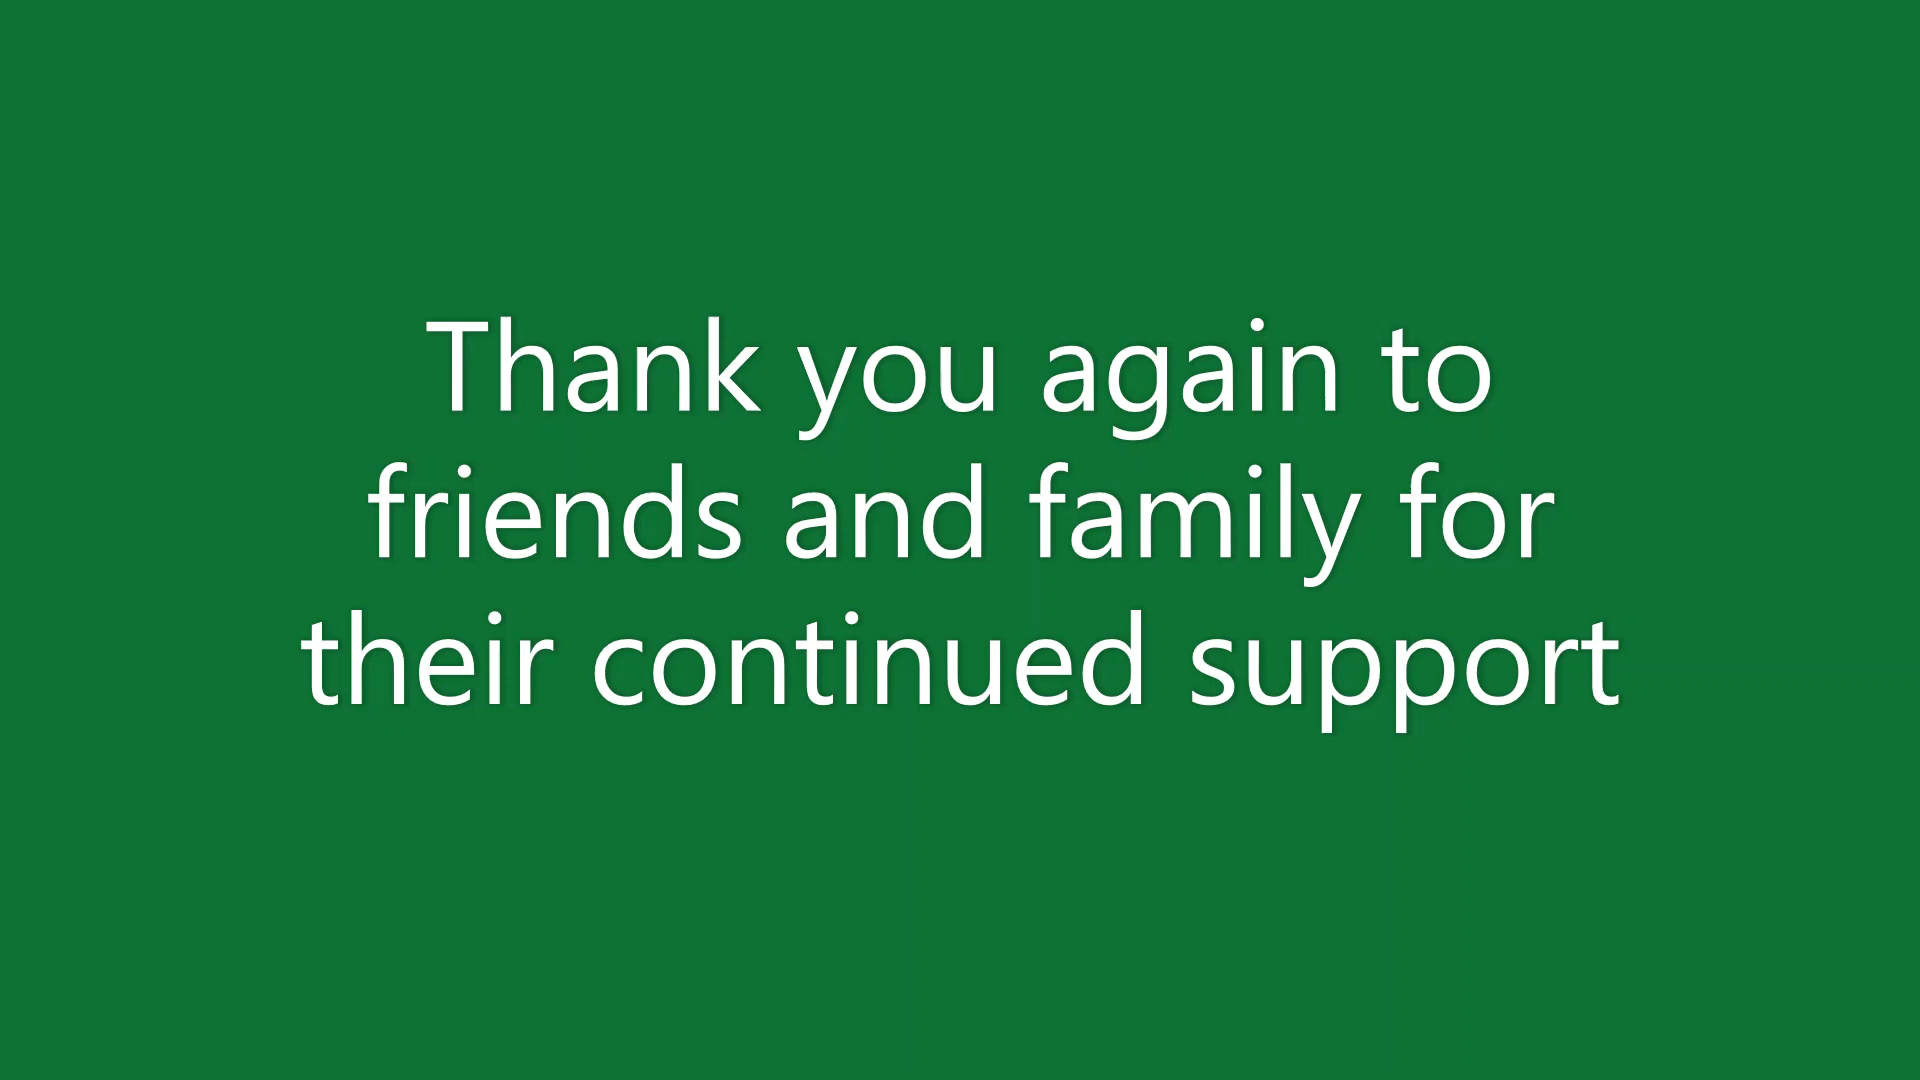 Thank you again to
friends and family for
their continued support